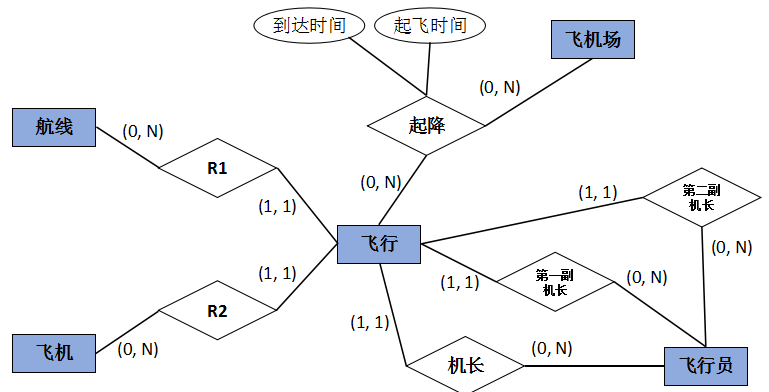 到达时间
起飞时间
飞机场
(0, N)
航线
(0, N)
起降
R1
(0, N)
第二副
机长
(1, 1)
(1, 1)
飞行
(0, N)
(1, 1)
第一副
机长
(0, N)
(1, 1)
R2
(1, 1)
飞机
(0, N)
机长
(0, N)
飞行员